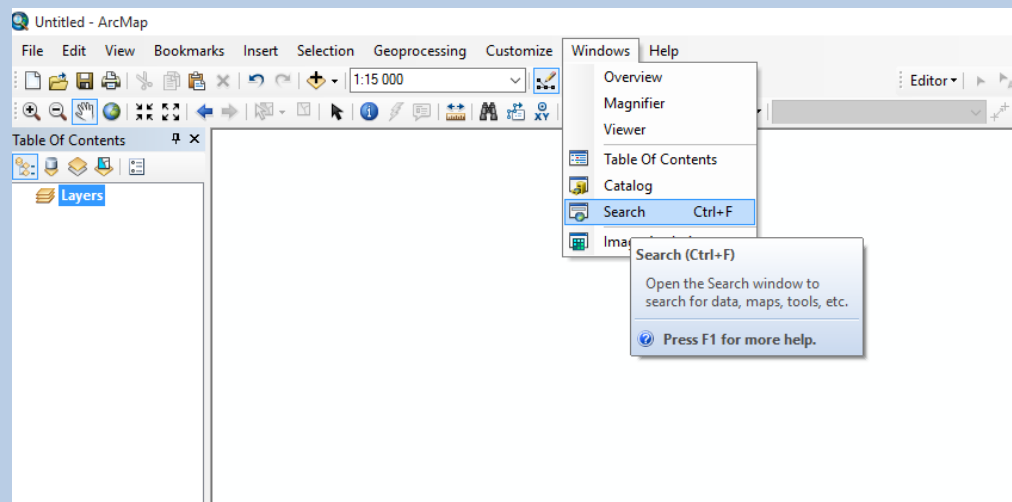 Untitled - ArcMap
File Edit View Bookmarks Insert Selection Geoprocessing Customize Windows Help
1:15 000
Editor
XY
Table Of Contents
Layers
Overview
Magnifier
Viewer
Table Of Contents
Catalog
Search Ctrl+F
Search (Ctrl+F)
Open the Search window to
search for data, maps, tools, etc.
Press F1 for more help.